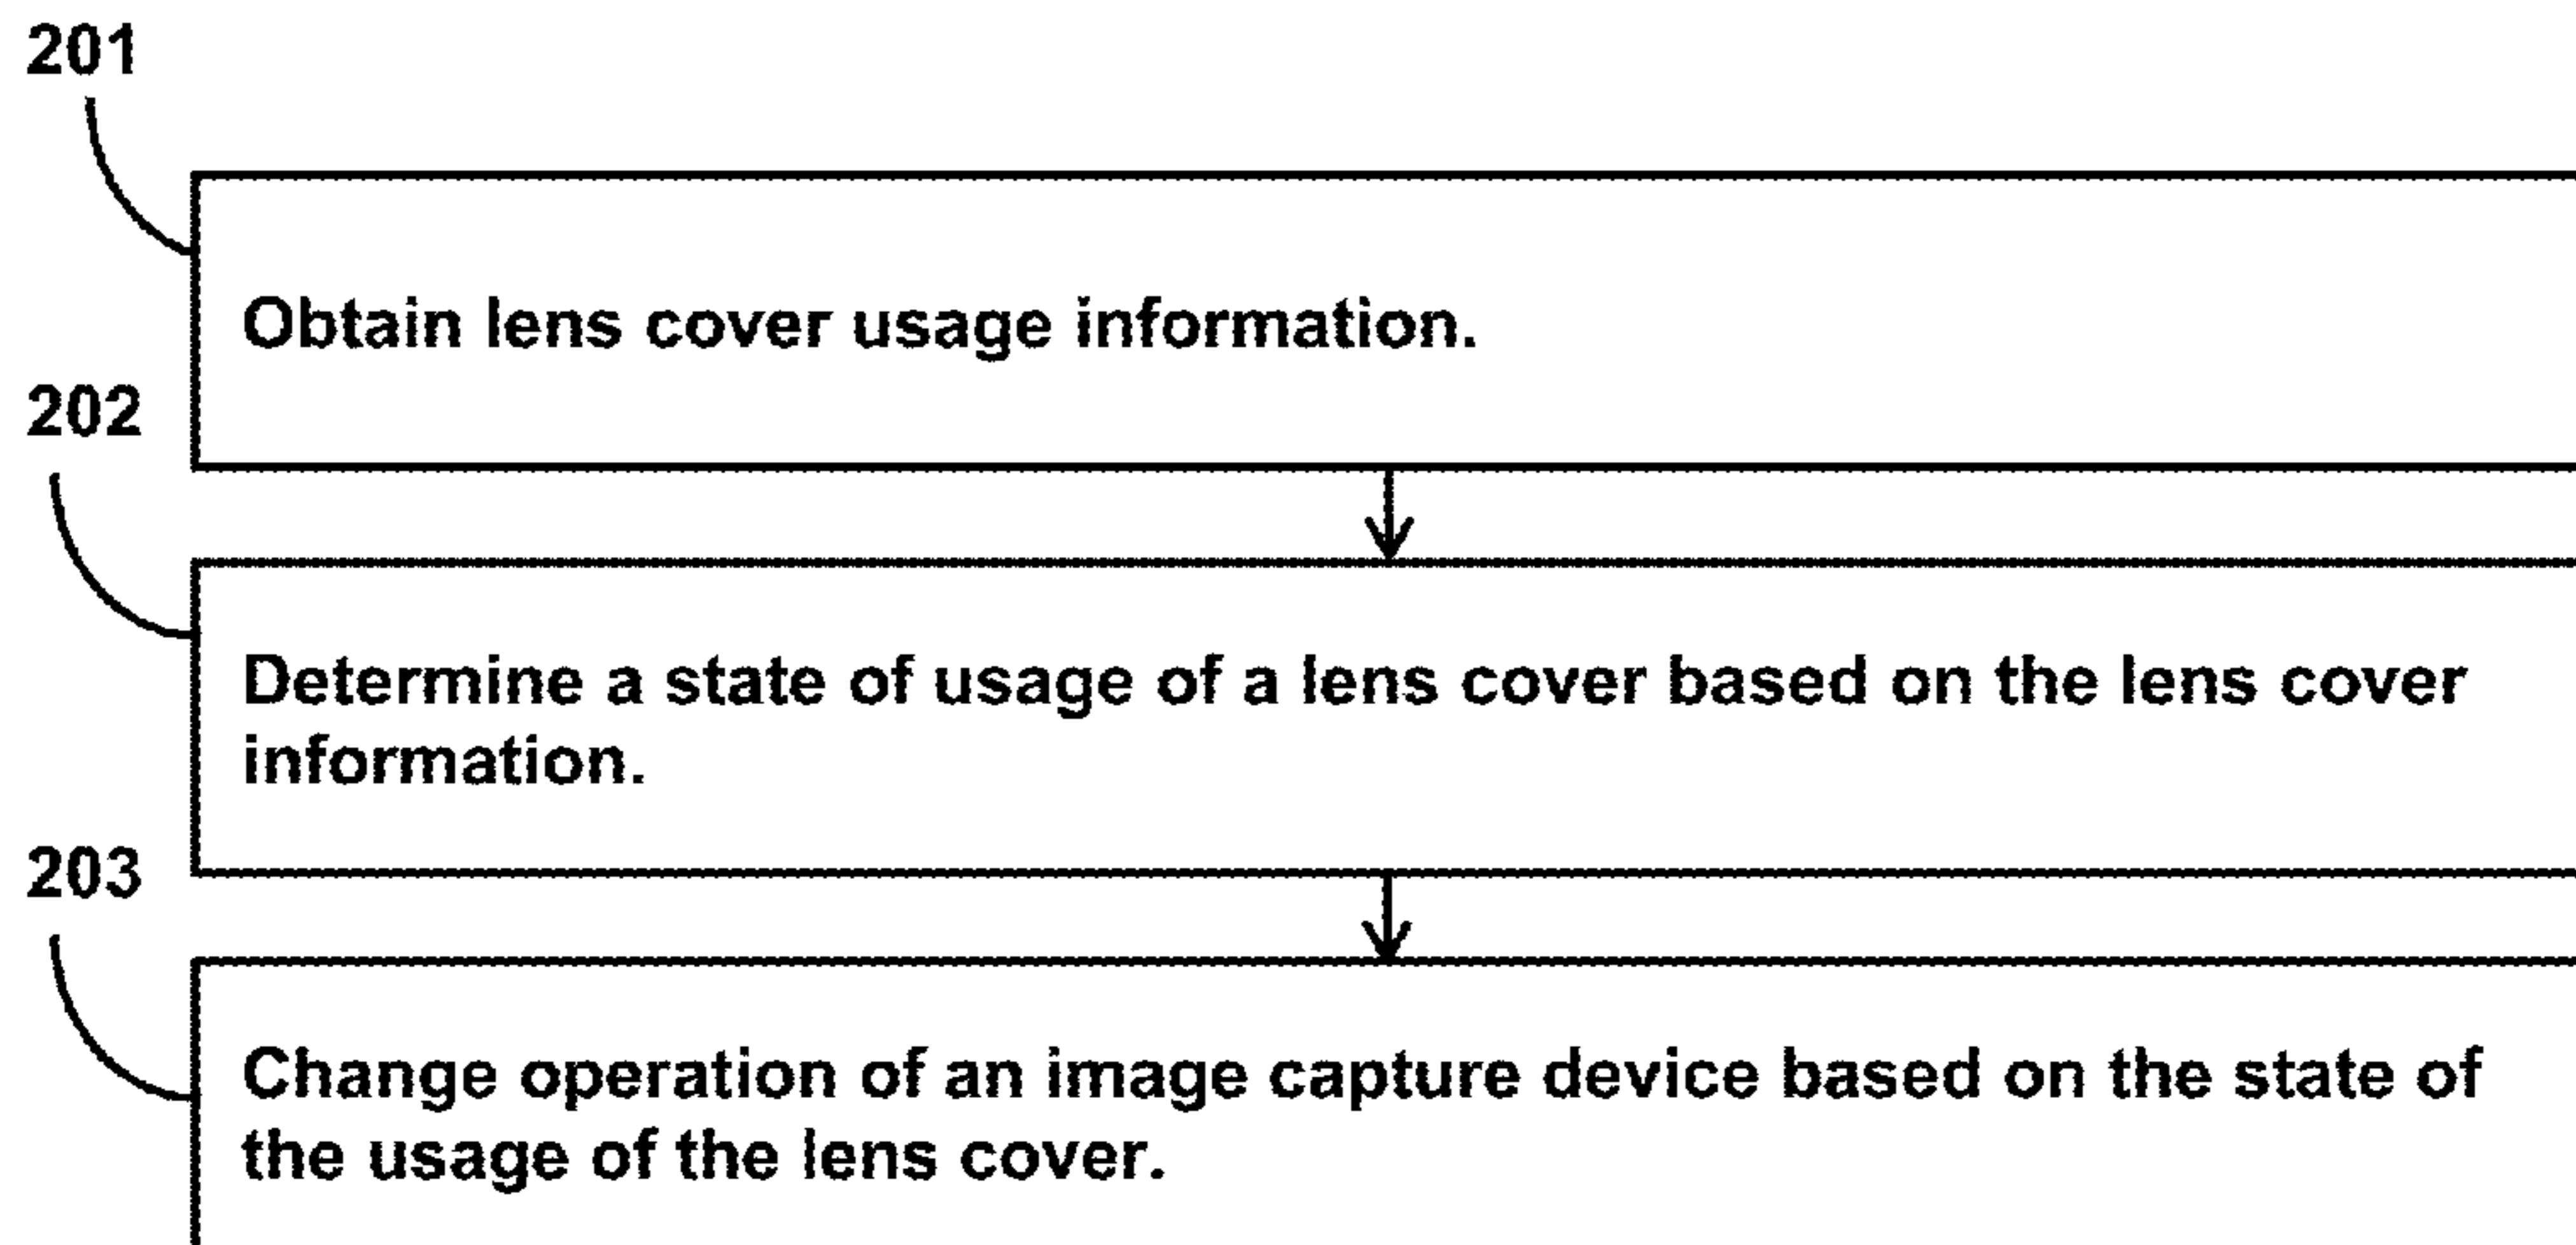 201
Obtain lens cover usage information.
202
Determine a state of usage of a lens cover based on the lens cover
information.
203
Change operation of an image capture device based on the state of
the usage of the lens cover.